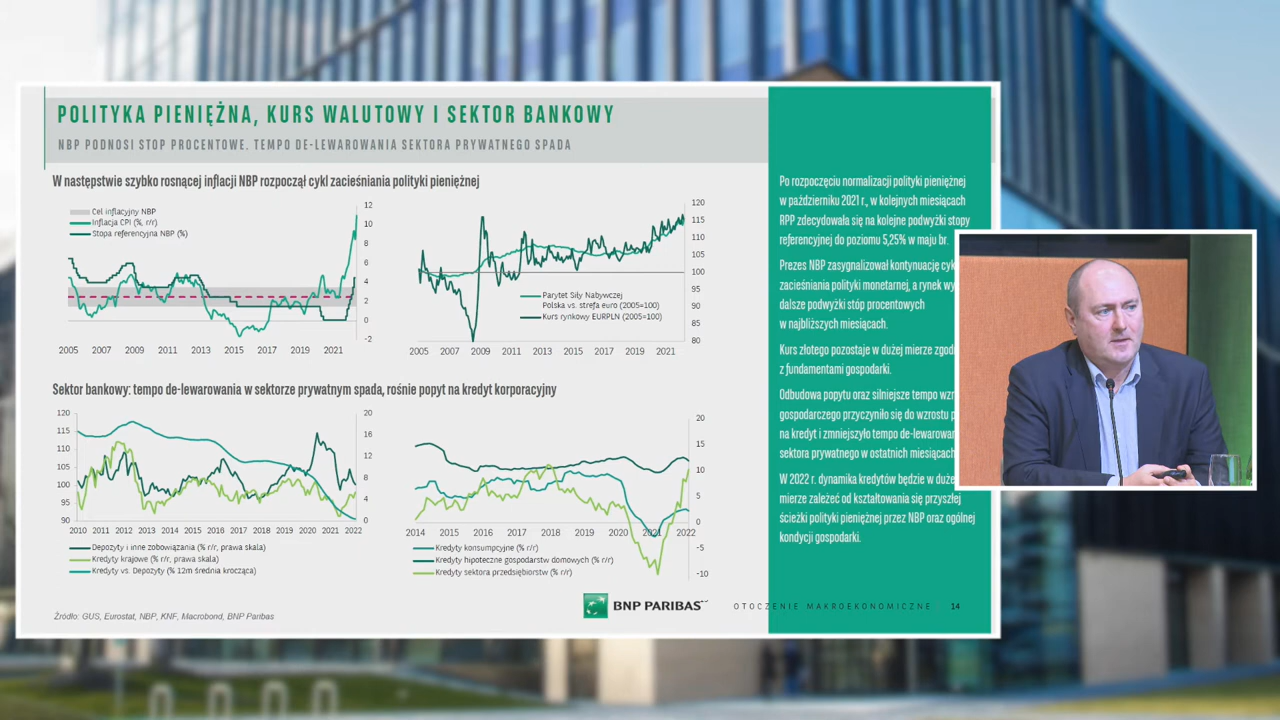 POLITYKA PIENIĘŻNA, KURS WALUTOWY I SEKTOR BANKOWY
NBP PODNOSI STOP PROCENTOWE. TEMPO DE-LEWAROWANIA SEKTORA PRYWATNEGO SPADA
W następstwie szybko rosnącej inflacji NBP rozpoczął cykl zacieśniania polityki pieniężnej
Cel inflacyjny NBP
Inflacja CPI (%, r/r)
Stopa referencyjna NBP (%)
12
10
8
6
4
2
0
-2
2005 2007 2009 2011 2013 2015 2017 2019 2021
120
115
110
105
100
95
90
85
80
Parytet Siły Nabywczej
Polska vs. strefa euro (2005=100)
Kurs rynkowy EURPLN (2005=100)
2005 2007 2009 2011 2013 2015 2017 2019 2021
Sektor bankowy: tempo de-lewarowania w sektorze prywatnym spada, rośnie popyt na kredyt korporacyjny
120
115
110
105
100
95
90
20
16
12
8
4
0
2010 2011 2012 2013 2014 2015 2016 2017 2018 2019 2020 2021 2022
Depozyty i inne zobowiązania (% r/r, prawa skala)
Kredyty krajowe (% r/r, prawa skala)
Kredyty vs. Depozyty (% 12m średnia krocząca)
20
15
10
5
0
-5
-10
2014 2015 2016 2017 2018 2019 2020 2021 2022
Kredyty konsumpcyjne (% r/r)
Kredyty hipoteczne gospodarstw domowych (% r/r)
Kredyty sektora przedsiębiorstw (% r/r)
Źródło: GUS, Eurostat, NBP, KNF, Macrobond, BNP Paribas
BNP PARIBAS
OTOCZENIE MAKROEKONOMICZNE 14
Po rozpoczęciu normalizacji polityki pieniężnej
w październiku 2021 r., w kolejnych miesiącach
RPP zdecydowała się na kolejne podwyżki stopy
referencyjnej do poziomu 5,25% w maju br.
Prezes NBP zasygnalizował kontynuację
zacieśniania polityki monetarnej, a rynek
dalsze podwyżki stóp procentowych
w najbliższych miesiącach.
Kurs złotego pozostaje w dużej mierze
z fundamentami gospodarki.
Odbudowa popytu oraz silniejsze tempo
gospodarczego przyczyniło się do wzrostu
na kredyt i zmniejszyło tempo
sektora prywatnego w ostatnich miesiącach
W 2022 r. dynamika kredytów będzie w
mierze zależeć od kształtowania się przyszłej
ścieżki polityki pieniężnej przez NBP oraz ogólnej
kondycji gospodarki.